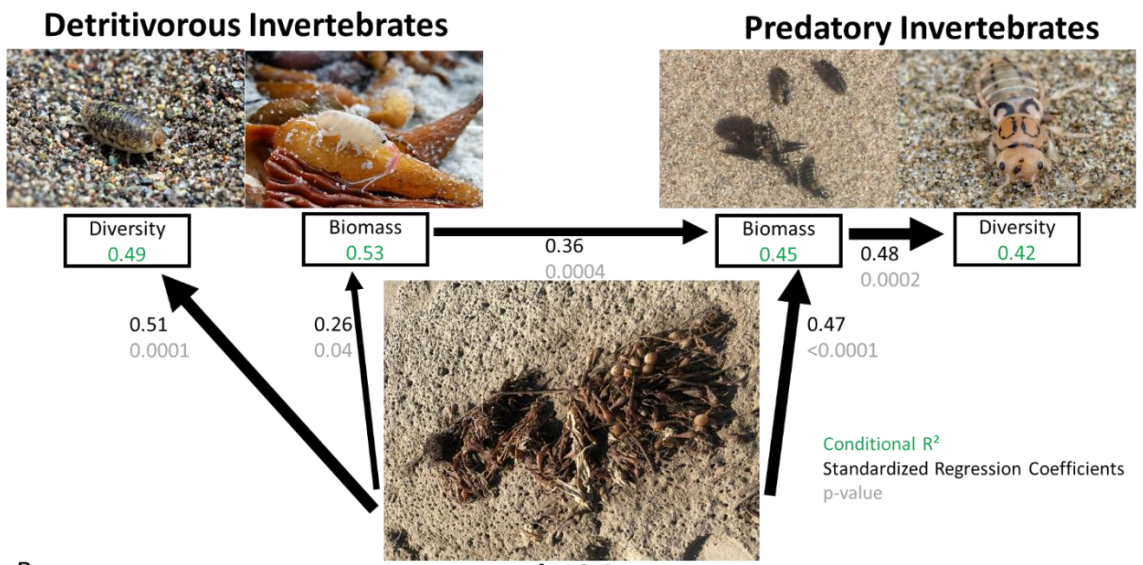 Detritivorous Invertebrates
Predatory Invertebrates
Diversity
0.49
Biomass
0.53
Biomass
0.45
Diversity
0.42
0.36
0.0004
0.48
0.0002
0.51
0.0001
0.26
0.04
0.47
<0.0001
Conditional R²
Standardized Regression Coefficients
p-value